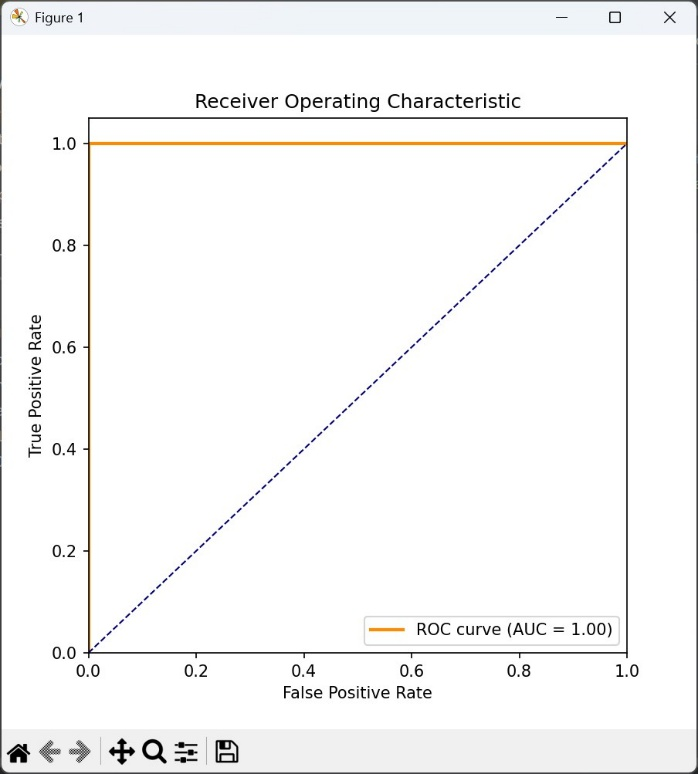 Figure 1
Receiver Operating Characteristic
1.0
0.8
0.6
0.4
0.2
0.0
True Positive Rate
ROC curve (AUC = 1.00)
0.0 0.2 0.4 0.6 0.8 1.0
False Positive Rate